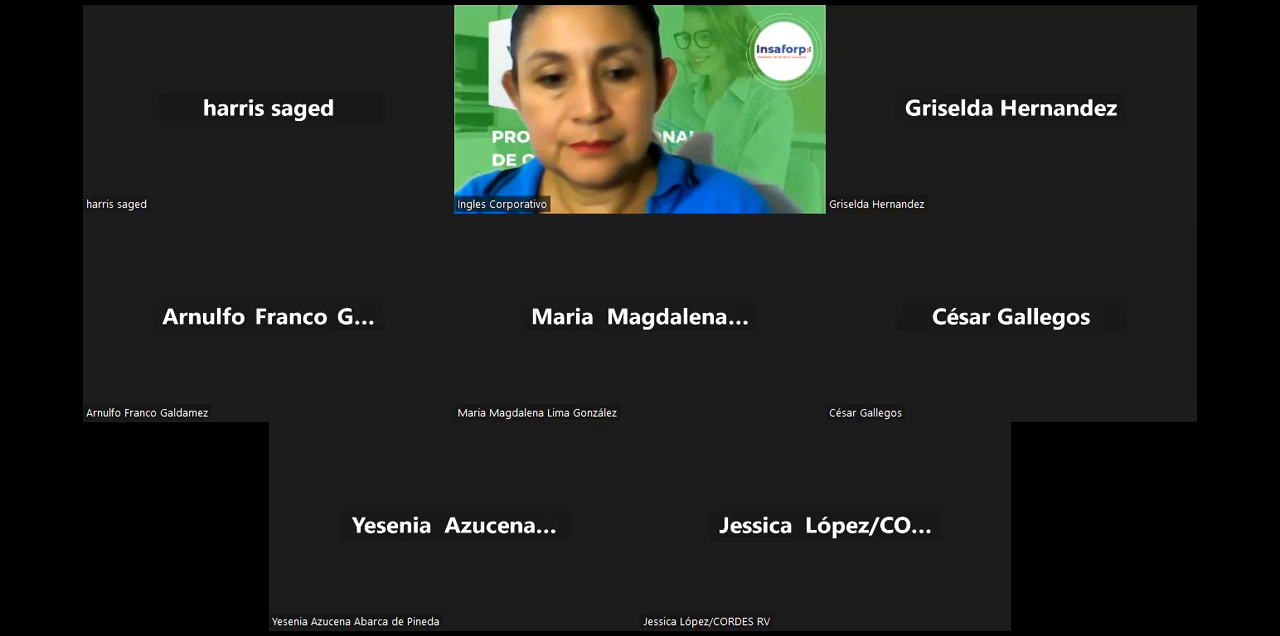 harris saged
harris saged
Insaforp
PRO
ONAL
DE C
Ingles Corporativo
Griselda Hernandez
Griselda Hernandez
Arnulfo Franco G...
Arnulfo Franco Galdamez
Maria Magdalena...
Maria Magdalena Lima González
César Gallegos
César Gallegos
Yesenia Azucena...
Yesenia Azucena Abarca de Pineda
Jessica López/CO...
Jessica López/CORDES RV